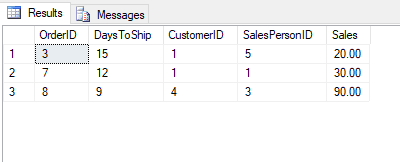 Results Messages
OrderID DaysToShip CustomerID SalesPersonID Sales
1 3 15 1 5 20.00
2 7 12 1 1 30.00
3 8 9 4 3 90.00